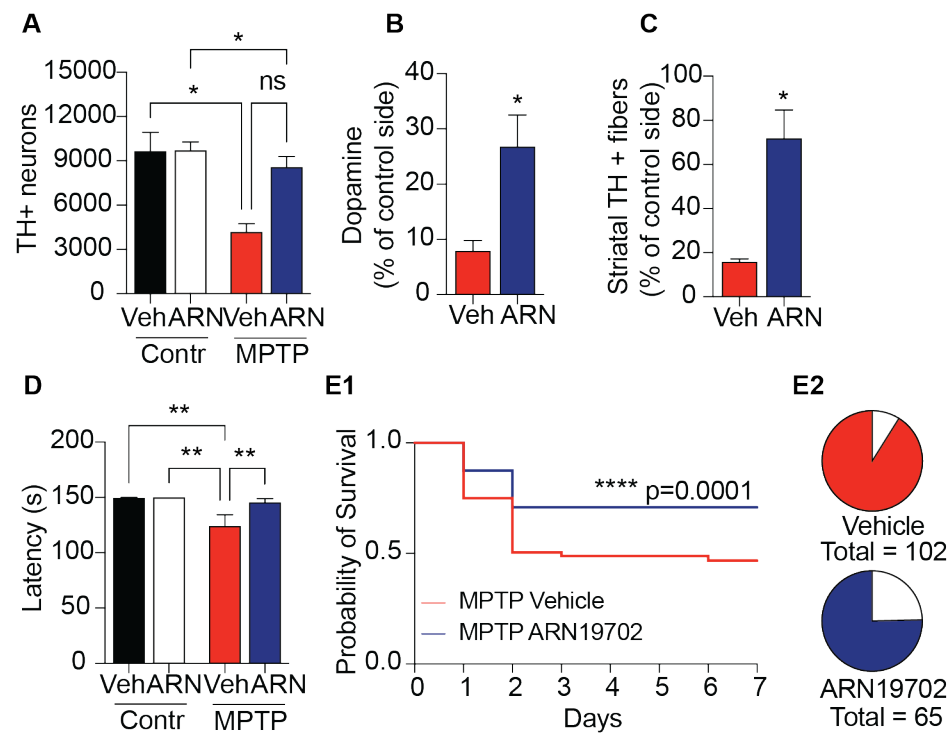 A
TH+ neurons
15000
12000
9000
6000
3000
0
*
*
ns
Veh ARN Veh ARN
Contr MPTP
B
Dopamine
(% of control side)
40
30
20
10
0
*
Veh ARN
C
Striatal TH + fibers
(% of control side)
100
80
60
40
20
0
*
Veh ARN
D
Latency (s)
200
150
100
50
0
**
** **
Veh ARN Veh ARN
Contr MPTP
E1
Probability of Survival
1.0
0.5
0.0
**** p=0.0001
MPTP Vehicle
MPTP ARN19702
0 1 2 3 4 5 6 7
Days
E2
Vehicle
Total = 102
ARN19702
Total = 65